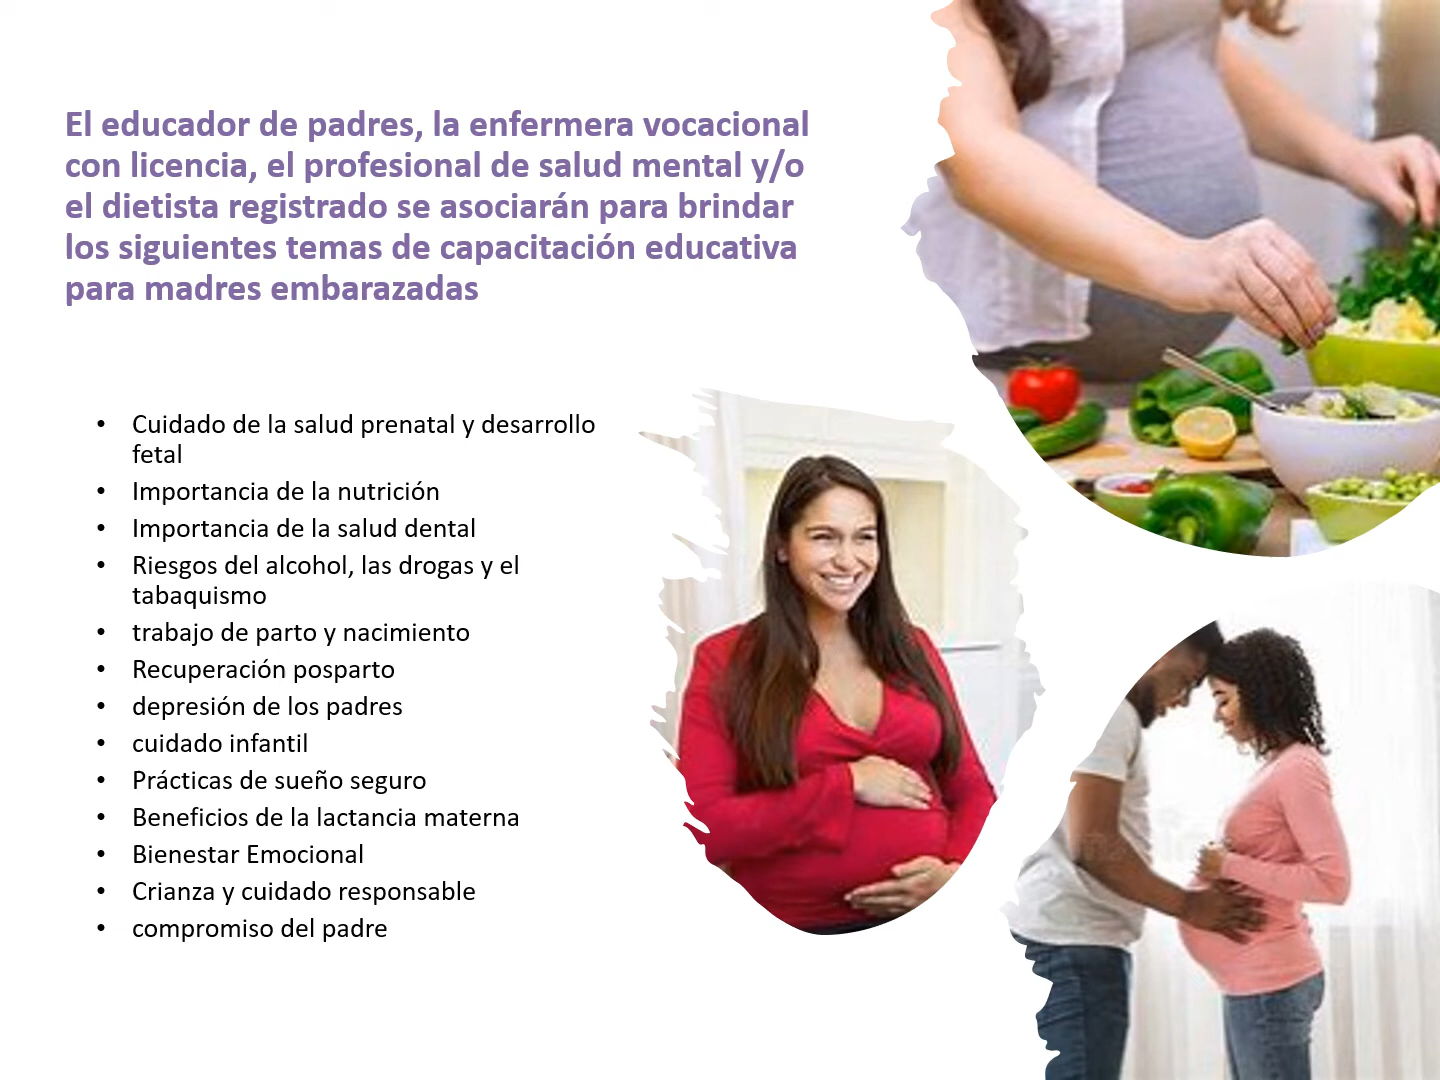 El educador de padres, la enfermera vocacional
con licencia, el profesional de salud mental y/o
el dietista registrado se asociarán para brindar
los siguientes temas de capacitación educativa
para madres embarazadas
• Cuidado de la salud prenatal y desarrollo
fetal
• Importancia de la nutrición
• Importancia de la salud dental
• Riesgos del alcohol, las drogas y el
tabaquismo
• trabajo de parto y nacimiento
• Recuperación posparto
• depresión de los padres
• cuidado infantil
• Prácticas de sueño seguro
• Beneficios de la lactancia materna
• Bienestar Emocional
• Crianza y cuidado responsable
• compromiso del padre